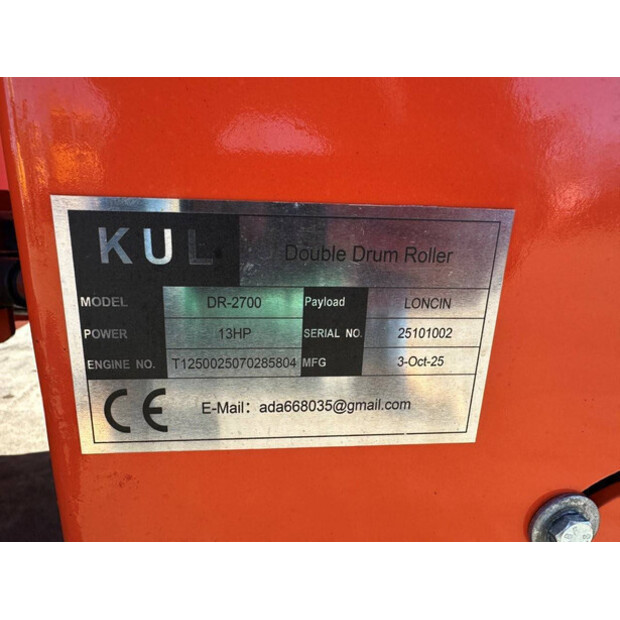 KUL Double Drum Roller
MODEL DR-2700 Payload LONCIN
POWER 13HP SERIAL NO. 25101002
ENGINE NO. T1250025070285804 MFG 3-Oct-25
CE E-Mail: ada668035@gmail.com